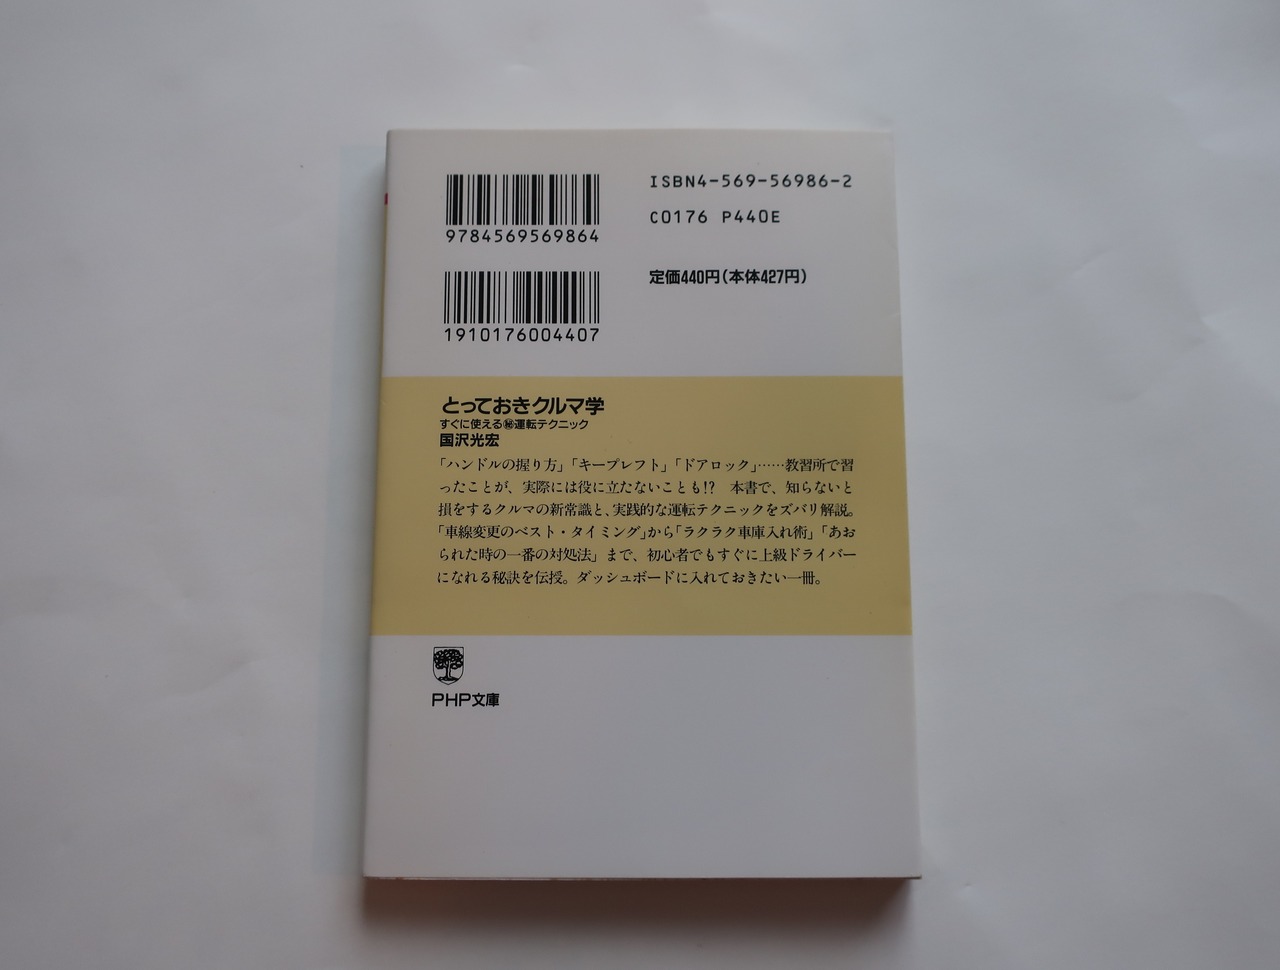 9784569569864
ISBN4-569-56986-2
C0176 P440E
1910176004407
定価440円(本体427円)
とっておきクルマ学
すぐに使える㊙運転テクニック
国沢光宏
「ハンドルの握り方」「キープレフト」「ドアロック」……教習所で習
ったことが、実際には役に立たないことも!? 本書で、知らないと
損をするクルマの新常識と、実践的な運転テクニックをズバリ解説。
「車線変更のベスト・タイミング」から「ラクラク車庫入れ術」「あお
られた時の一番の対処法」まで、初心者でもすぐに上級ドライバー
になれる秘訣を伝授。ダッシュボードに入れておきたい一冊。
PHP文庫